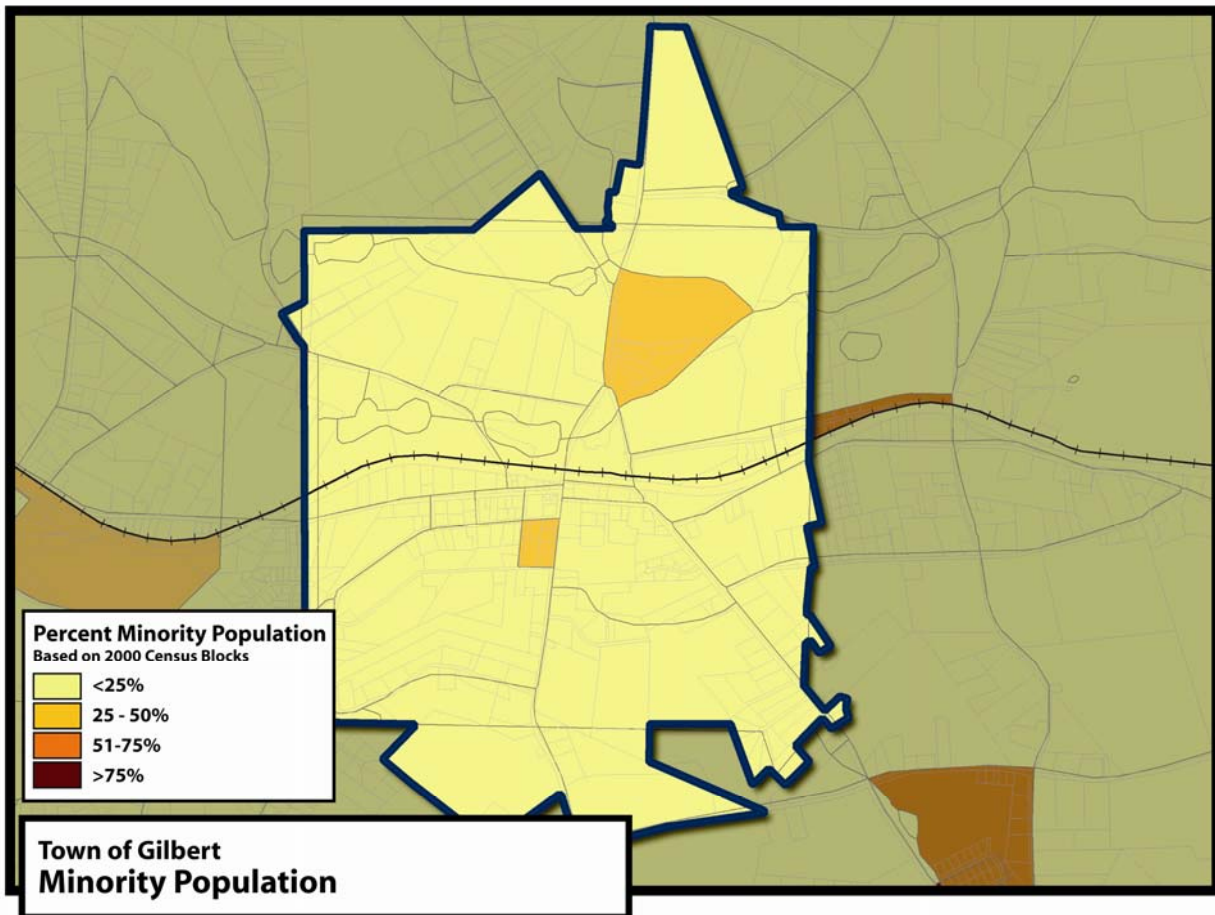 Percent Minority Population
Based on 2000 Census Blocks
<25%
25 - 50%
51-75%
>75%
Town of Gilbert
Minority Population